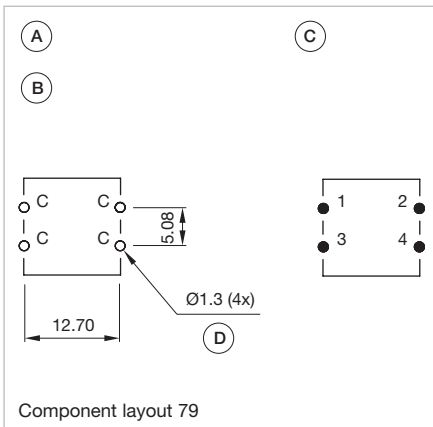 A
C
B
C C
C C
5.08
1 2
3 4
Ø1.3 (4x)
D
12.70
Component layout 79